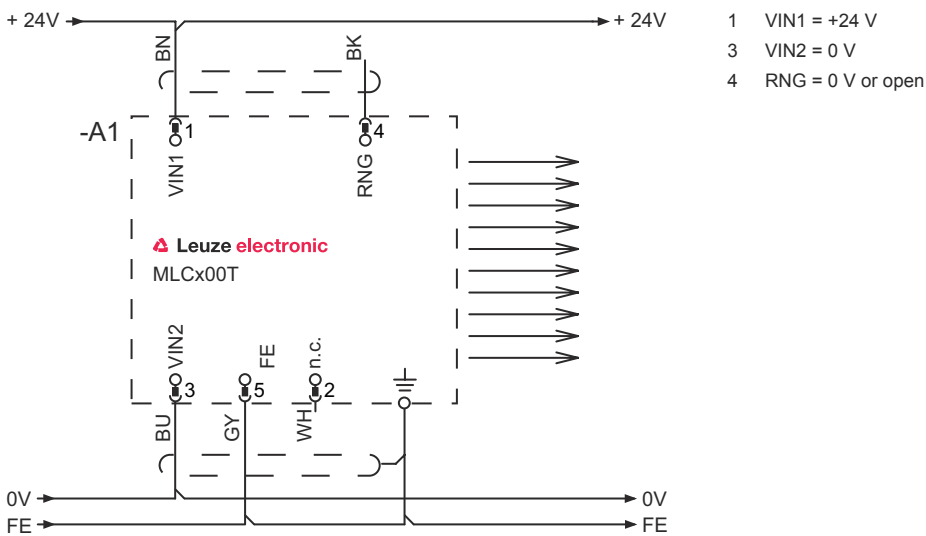 + 24V
+ 24V
1 VIN1 = +24 V
3 VIN2 = 0 V
4 RNG = 0 V or open
BN
BK
-A1
1
4
VIN1
RNG
Leuze electronic
MLCx00T
VIN2
FE
n.c.
3
5
2
BU
GY
WH
0V
0V
FE
FE